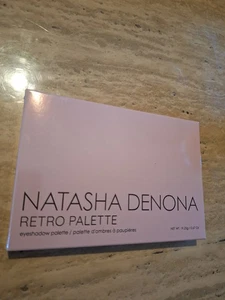 NATASHA DENONA
RETRO PALETTE
eyeshadow palette / palette d'ombres à paupières